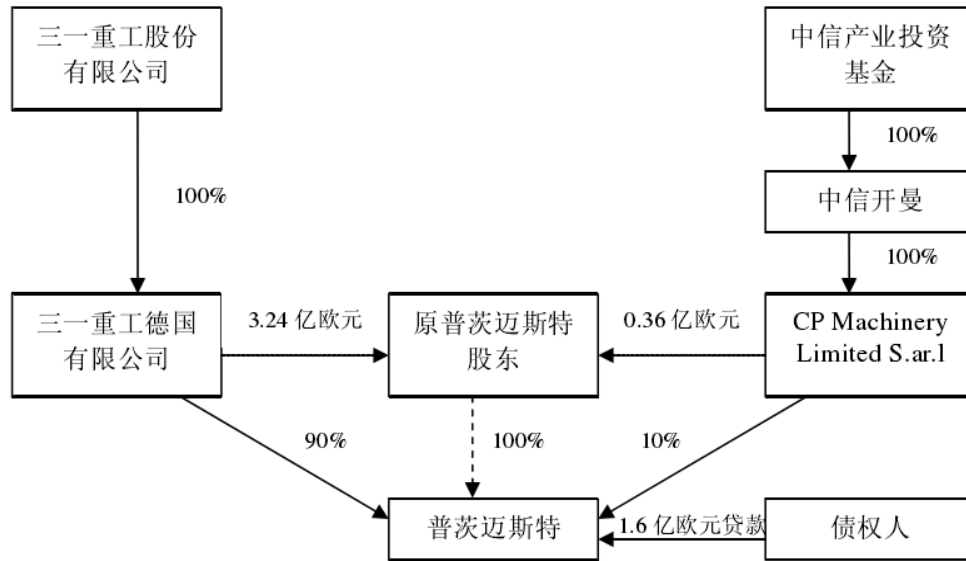 三一重工股份
有限公司
中信产业投资
基金
100%
中信开曼
100%
100%
三一重工德国
有限公司
3.24 亿欧元
原普茨迈斯特
股东
0.36 亿欧元
CP Machinery
Limited S.ar.l
90%
100%
10%
普茨迈斯特
1.6 亿欧元贷款
债权人